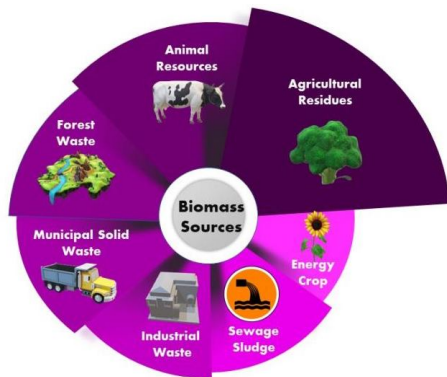 Animal
Resources
Agricultural
Residues
Forest
Waste
Biomass
Sources
Municipal Solid
Waste
Energy
Crop
Industrial
Waste
Sewage
Sludge